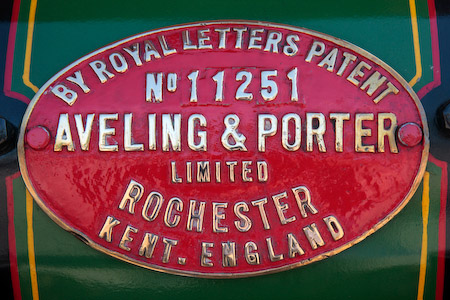 BY ROYAL LETTERS PATENT
No 11251
AVELING & PORTER
LIMITED
ROCHESTER
KENT. ENGLAND